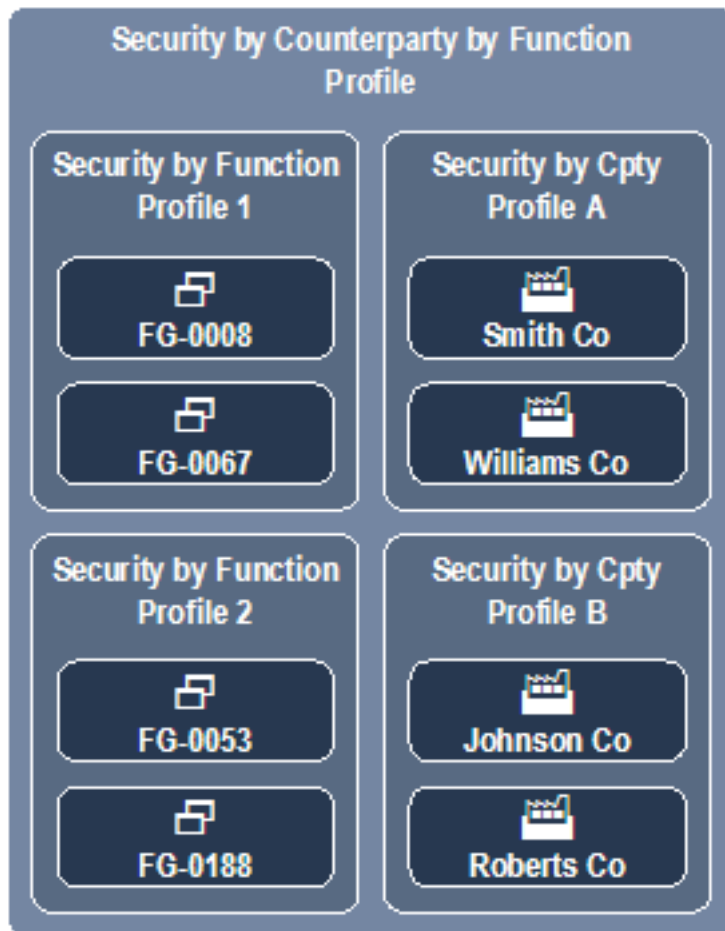 Security by Counterparty by Function
Profile
Security by Function
Profile 1
FG-0008
FG-0067
Security by Cpty
Profile A
Smith Co
Williams Co
Security by Function
Profile 2
FG-0053
FG-0188
Security by Cpty
Profile B
Johnson Co
Roberts Co